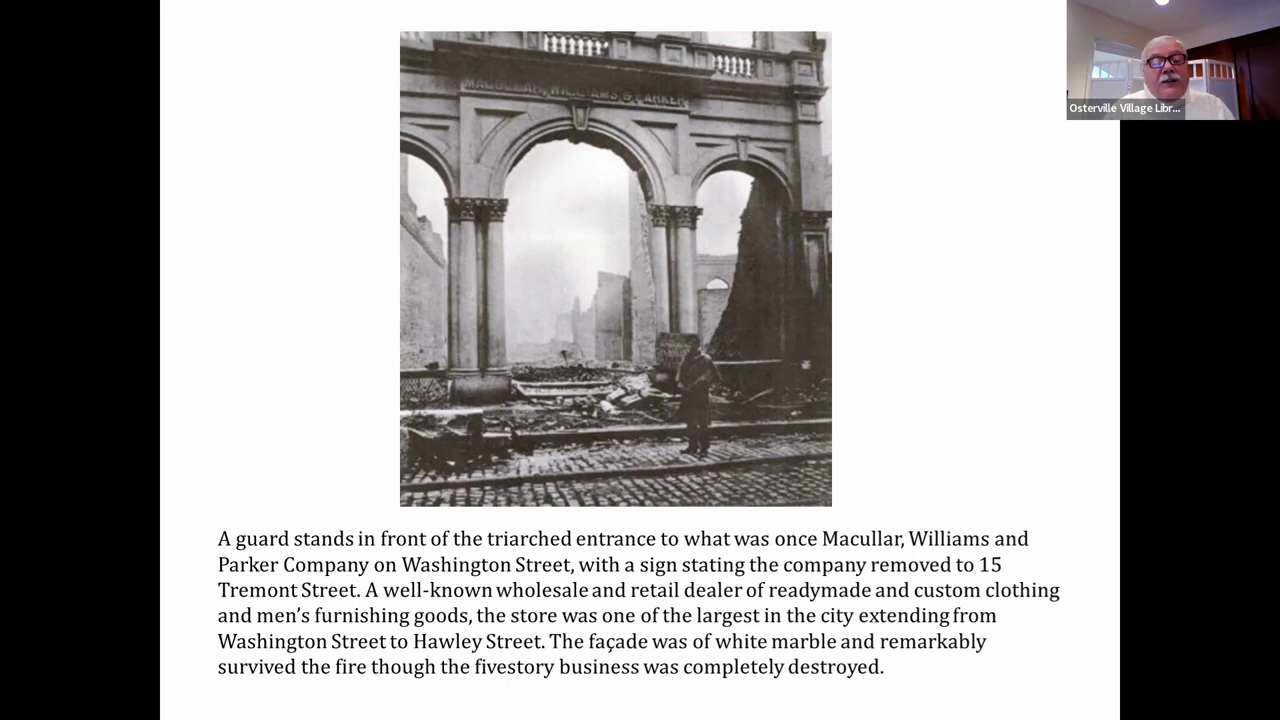 MACULLAR, WILLIAMS & PARKER
Osterville Village Libr...
A guard stands in front of the triarched entrance to what was once Macullar, Williams and
Parker Company on Washington Street, with a sign stating the company removed to 15
Tremont Street. A well-known wholesale and retail dealer of readymade and custom clothing
and men’s furnishing goods, the store was one of the largest in the city extending from
Washington Street to Hawley Street. The façade was of white marble and remarkably
survived the fire though the fivestory business was completely destroyed.